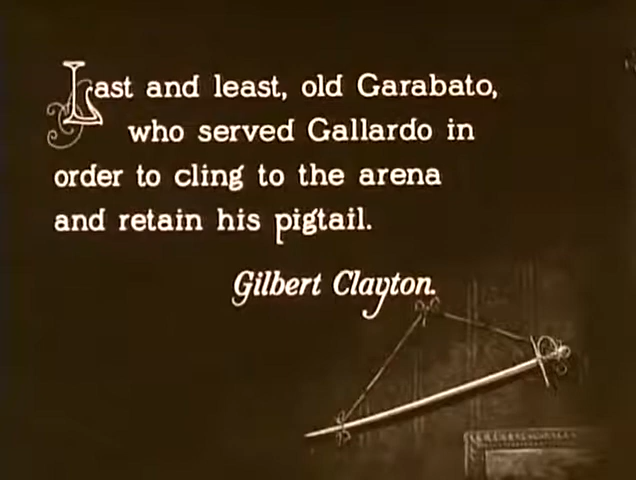 Last and least, old Garabato,
who served Gallardo in
order to cling to the arena
and retain his pigtail.
Gilbert Clayton.